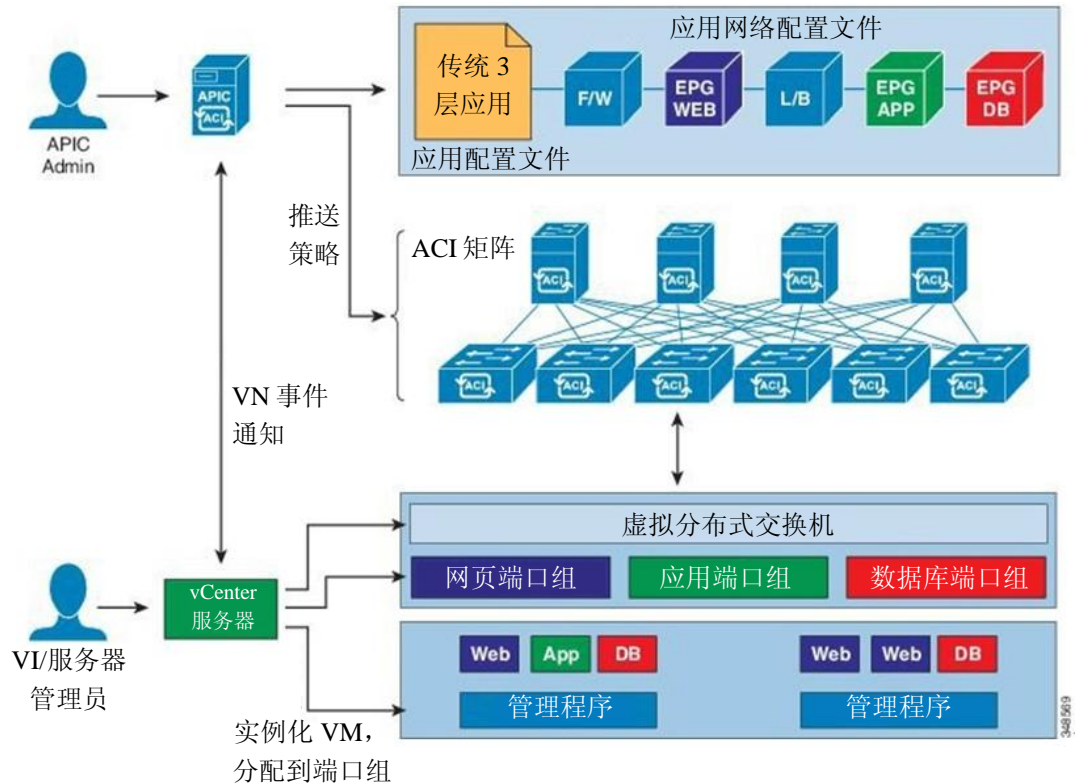 应用网络配置文件
传统 3
层应用
F/W
EPG
WEB
L/B
EPG
APP
EPG
DB
应用配置文件
APIC
ACI
APIC
Admin
推送
策略
ACI 矩阵
ACI
ACI
ACI
ACI
ACI
ACI
ACI
ACI
ACI
ACI
VN 事件
通知
虚拟分布式交换机
网页端口组
应用端口组
数据库端口组
vCenter
服务器
VI/服务器
管理员
Web
App
DB
Web
Web
DB
管理程序
管理程序
实例化 VM，
分配到端口组
348569